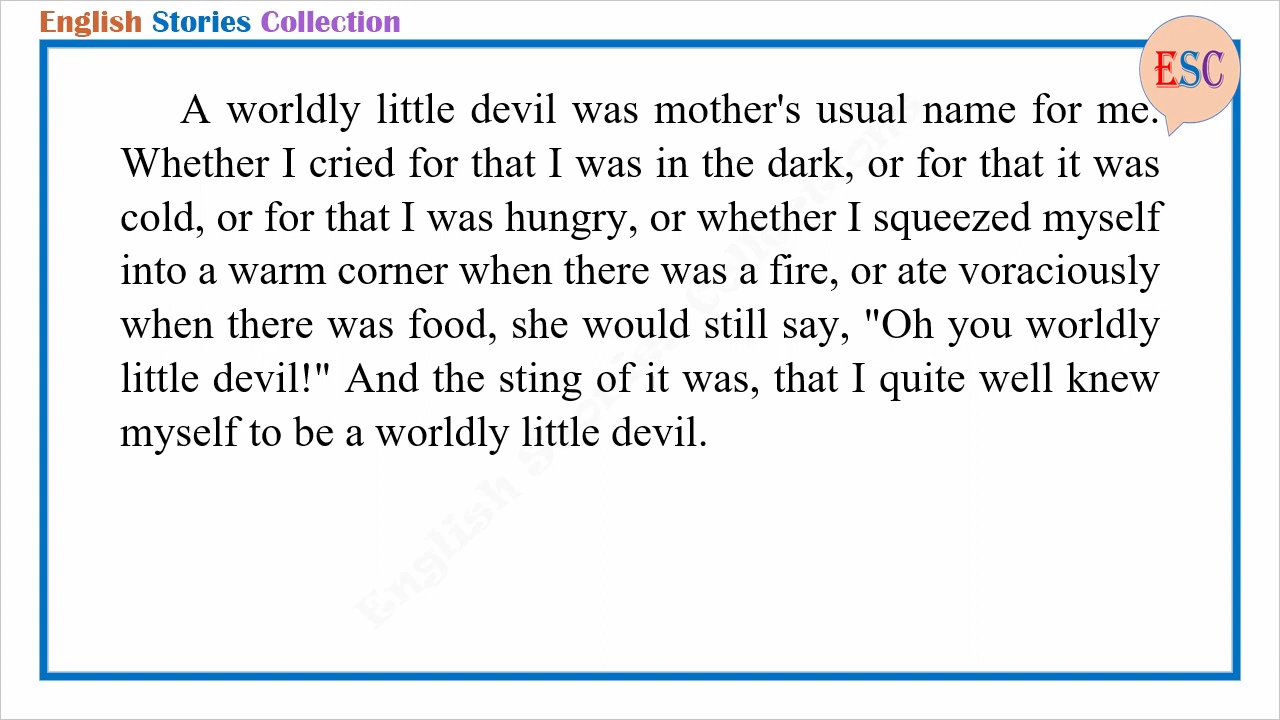 English Stories Collection
ESC
A worldly little devil was mother's usual name for me.
Whether I cried for that I was in the dark, or for that it was
cold, or for that I was hungry, or whether I squeezed myself
into a warm corner when there was a fire, or ate voraciously
when there was food, she would still say, "Oh you worldly
little devil!" And the sting of it was, that I quite well knew
myself to be a worldly little devil.
English Stories Collections